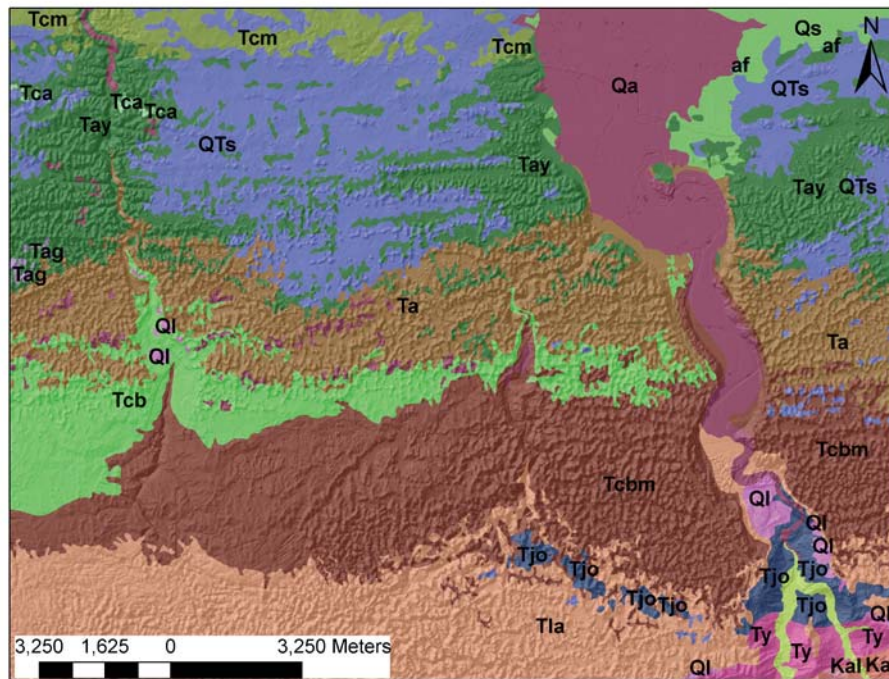 Tcm
Tcm
Tcm
Qs
af
N
af
Qa
QTs
Tca
Tca
Tca
Tay
QTs
Tay
Tay
QTs
Tag
Tag
Ta
Ta
Ql
Ql
Tcb
Tcbm
Tcbm
Ql
Ql
Ql
Tjo
Tjo
Tjo
Tjo
Tjo
Tjo
Tjo
Ql
Tla
Ty
Ty
Ty
Ql
Kal
Ka
3,250 1,625 0 3,250 Meters